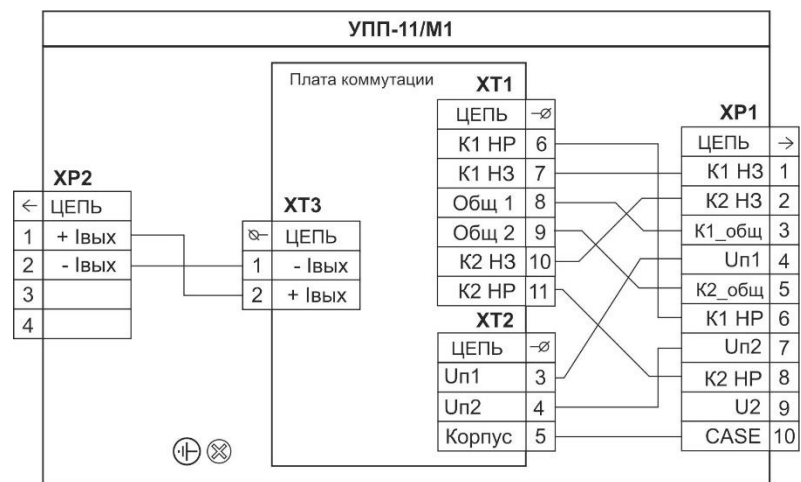 УПП-11/М1
Плата коммутации
XT1
ЦЕПЬ
К1 НР 6
К1 НЗ 7
Общ 1 8
Общ 2 9
К2 НЗ 10
К2 НР 11
XT2
ЦЕПЬ
Uп1 3
Uп2 4
Корпус 5
XP1
ЦЕПЬ
К1 НЗ 1
К2 НЗ 2
К1_общ 3
Uп1 4
К2_общ 5
К1 НР 6
Uп2 7
К2 НР 8
U2 9
CASE 10
XP2
ЦЕПЬ
1 + Iвых
2 - Iвых
3
4
XT3
ЦЕПЬ
1 - Iвых
2 + Iвых